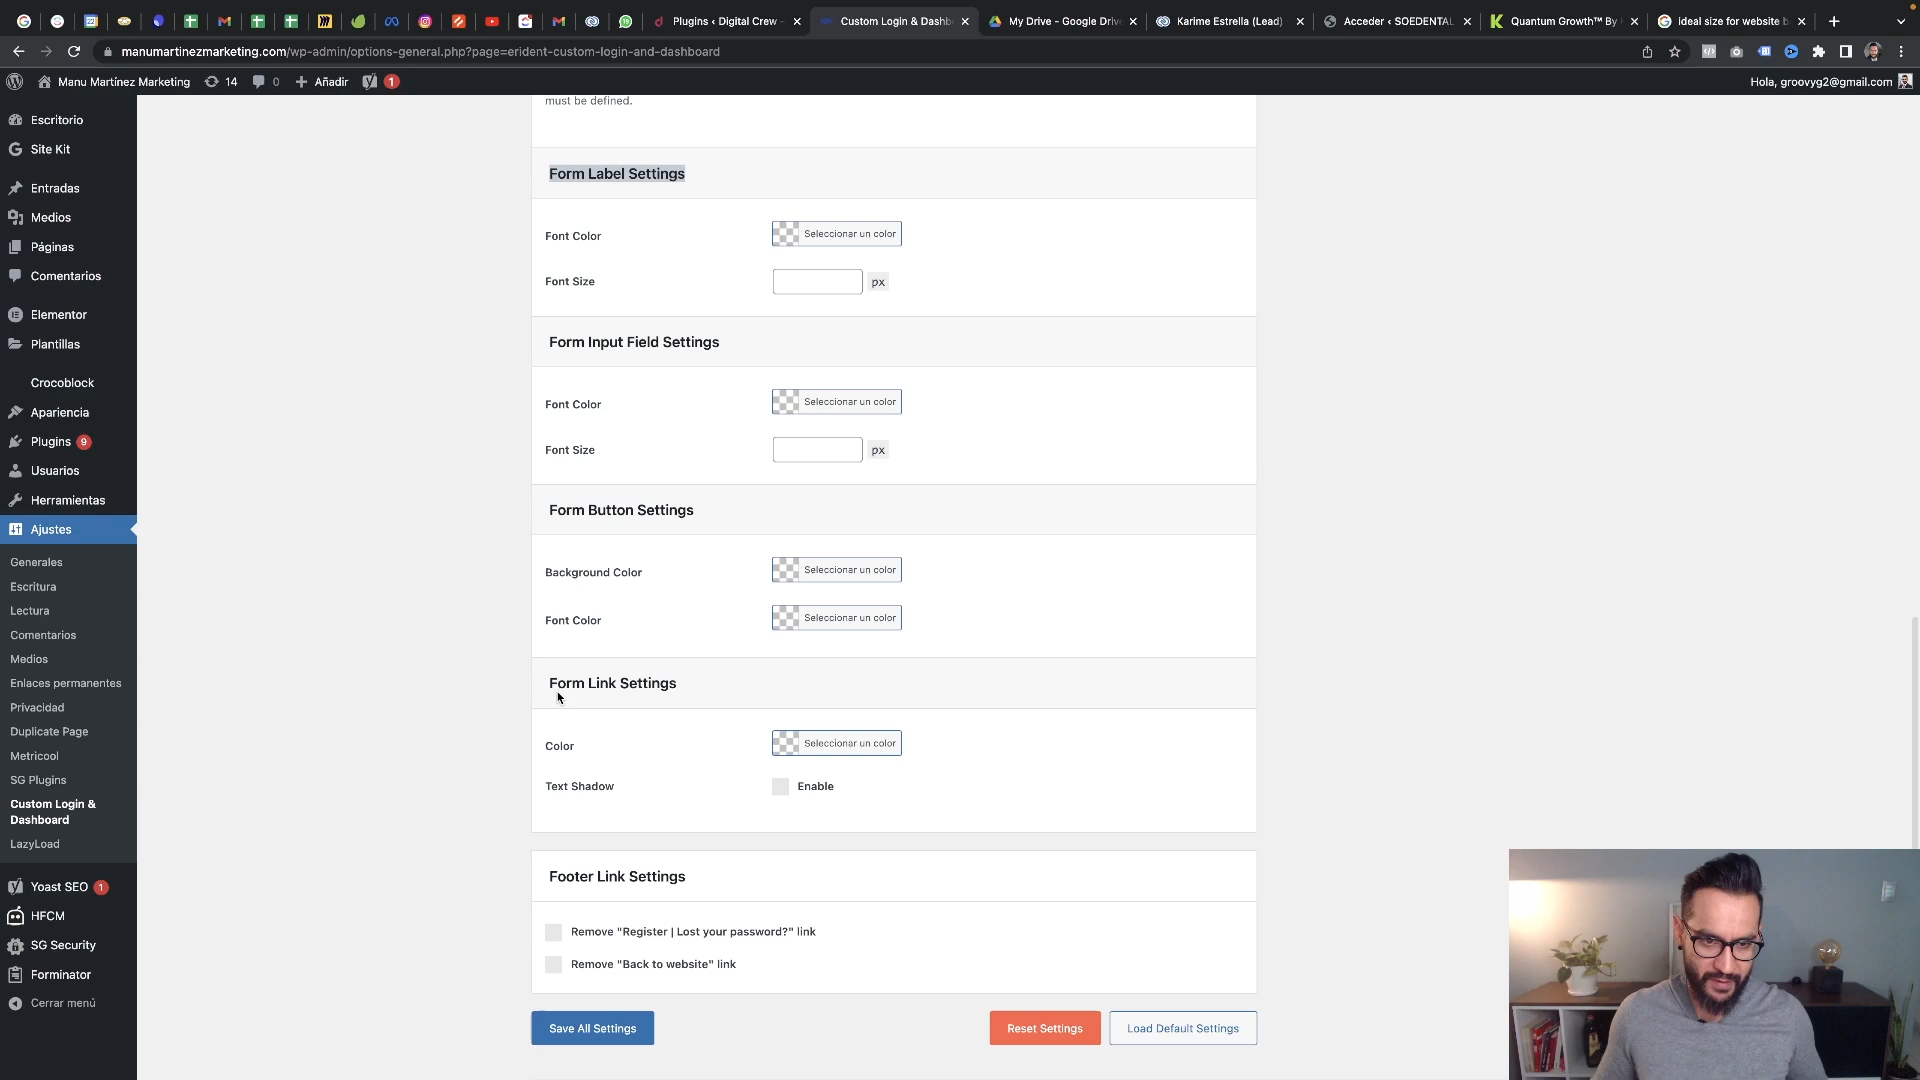 Plugins ‹ Digital Crew
Custom Login & Dashb
My Drive - Google Driv
Karime Estrella (Lead)
Acceder ‹ SOEDENTAL
Quantum Growth™ By
ideal size for website b
manumartinezmarketing.com/wp-admin/options-general.php?page=erident-custom-login-and-dashboard
Manu Martínez Marketing
14
0
Añadir
1
Hola, groovyg2@gmail.com
Escritorio
Site Kit
Entradas
Medios
Páginas
Comentarios
Elementor
Plantillas
Crocoblock
Apariencia
Plugins 9
Usuarios
Herramientas
Ajustes
Generales
Escritura
Lectura
Comentarios
Medios
Enlaces permanentes
Privacidad
Duplicate Page
Metricool
SG Plugins
Custom Login &
Dashboard
LazyLoad
Yoast SEO 1
HFCM
SG Security
Forminator
Cerrar menú
must be defined.
Form Label Settings
Font Color
Seleccionar un color
Font Size
px
Form Input Field Settings
Font Color
Seleccionar un color
Font Size
px
Form Button Settings
Background Color
Seleccionar un color
Font Color
Seleccionar un color
Form Link Settings
Color
Seleccionar un color
Text Shadow
Enable
Footer Link Settings
Remove "Register | Lost your password?" link
Remove "Back to website" link
Save All Settings
Reset Settings
Load Default Settings